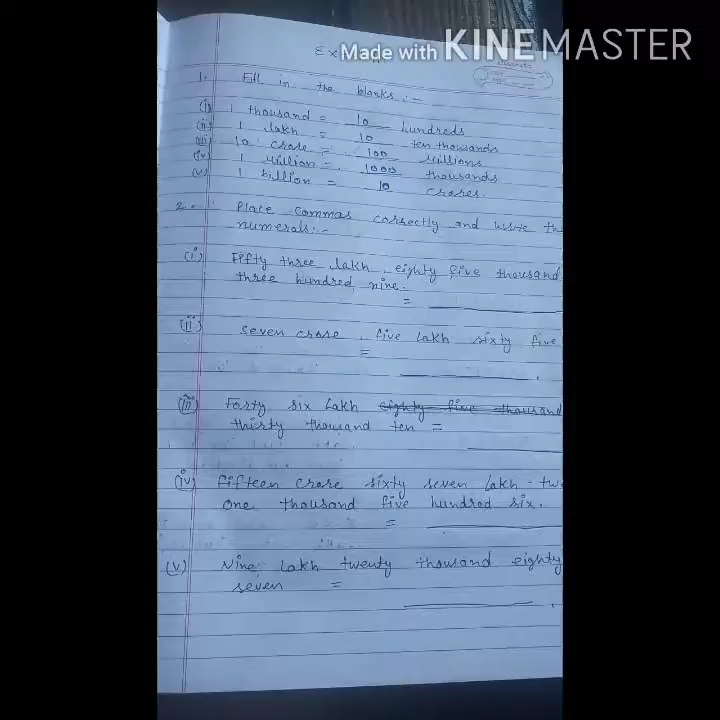 Made with KINEMASTER
Ex
1. Fill in the blanks :-
(i) 1 thousand = 10 hundreds
(ii) 1 lakh = 10 ten thousands
(iii) 10 crore = 100 millions
(iv) 1 million = 1000 thousands
(v) 1 billion = 10 crores.
2. Place commas correctly and write the
numerals :-
(i) Fifty three lakh, eighty five thousand
three hundred nine.
= 
(ii) Seven crore, five lakh sixty five
= .
(iii) Forty six lakh eighty five thousand
thirty thousand ten =
(iv) Fifteen crore sixty seven lakh
one thousand five hundred six.
=
(v) Nine lakh twenty thousand eighty
seven = .